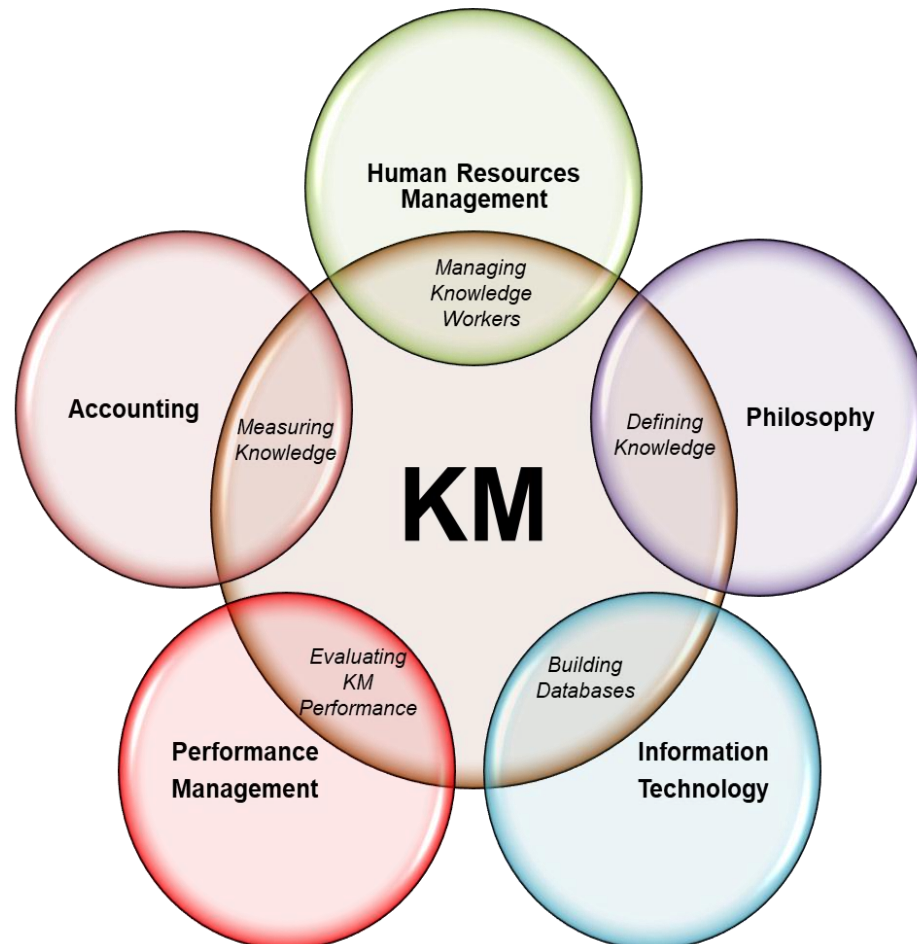 Human Resources
Management
Managing
Knowledge
Workers
Accounting
Measuring
Knowledge
KM
Defining
Knowledge
Philosophy
Evaluating
KM
Performance
Building
Databases
Performance
Management
Information
Technology